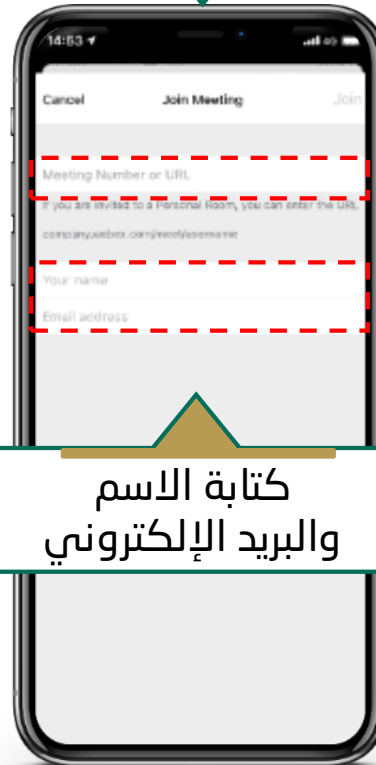 14:53
Cancel Join Meeting Join
Meeting Number or URL
If you are invited to a Personal Room, you can enter the URL
company.webex.com/meet/username
Your name
Email address
كتابة الاسم
والبريد الإلكتروني